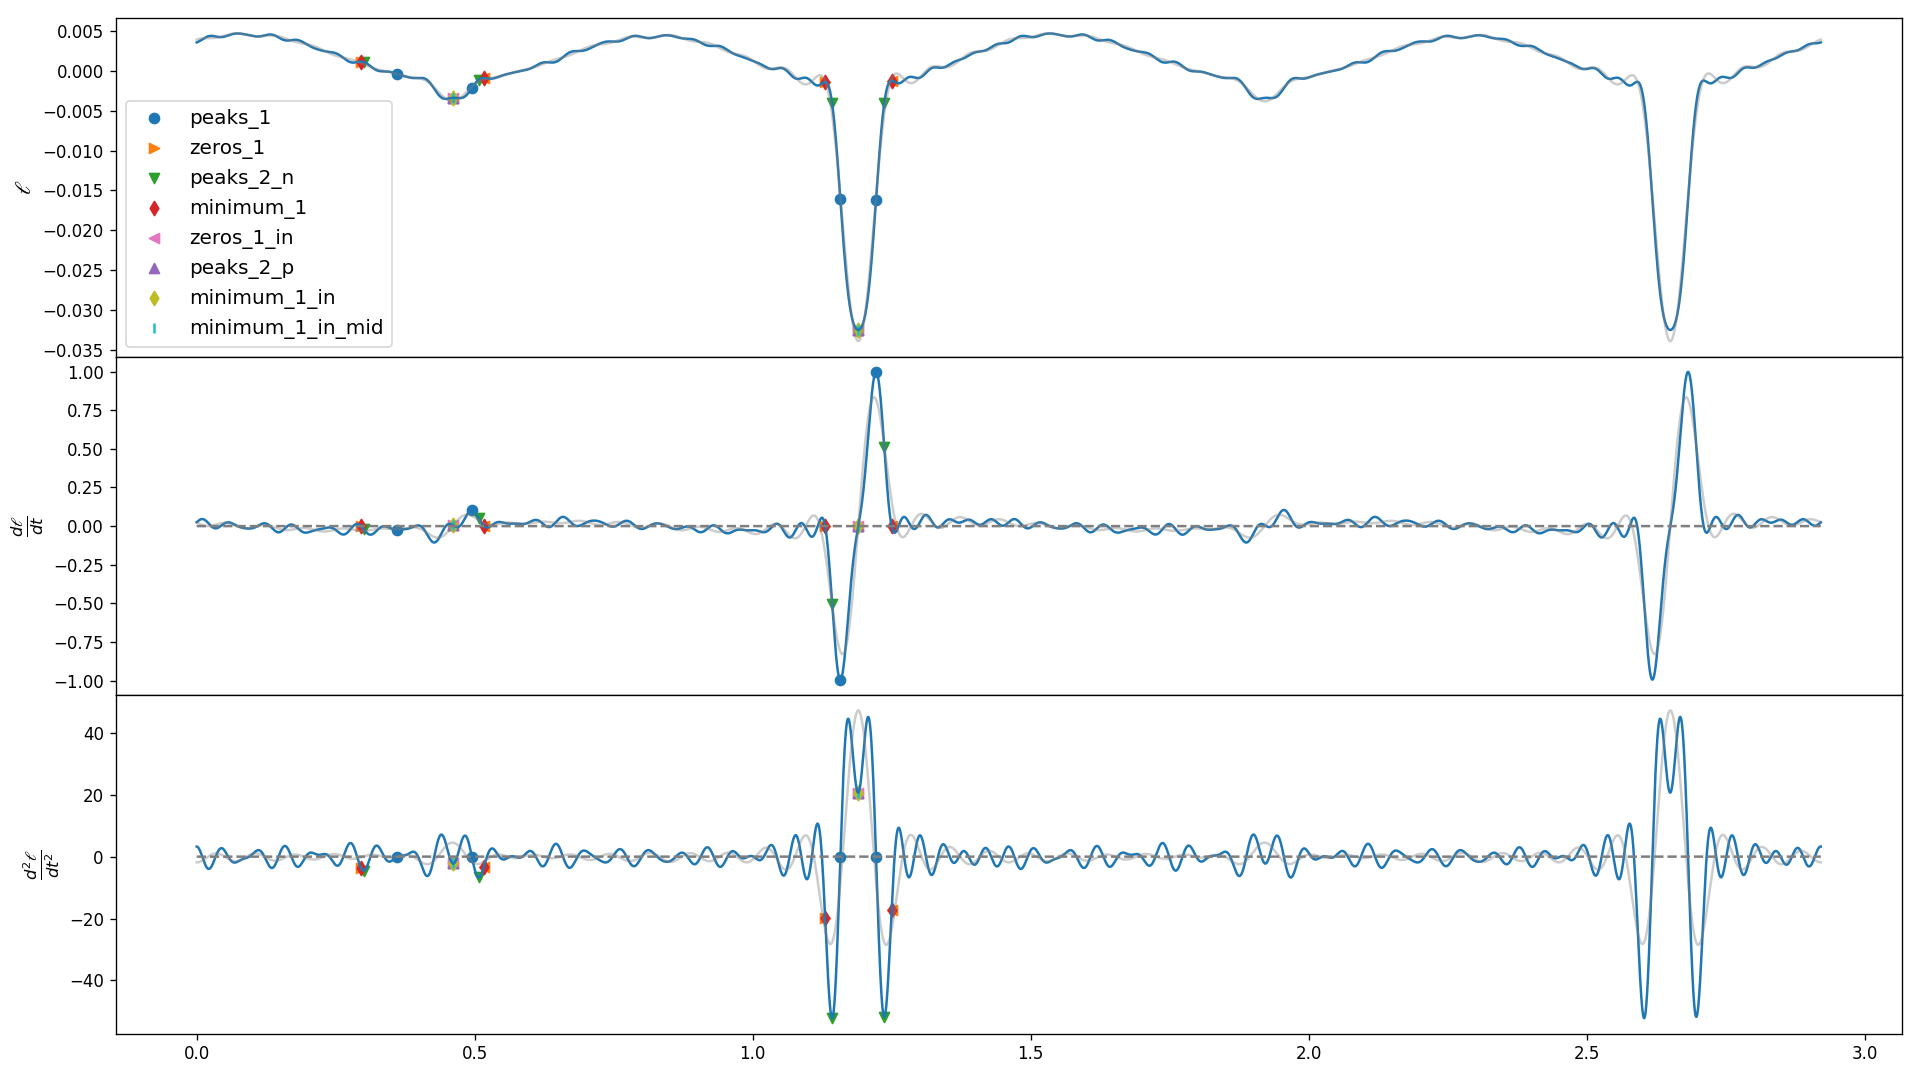 0.005
0.000
−0.005
−0.010
−0.015
−0.020
−0.025
−0.030
−0.035
ℓ
peaks_1
zeros_1
peaks_2_n
minimum_1
zeros_1_in
peaks_2_p
minimum_1_in
minimum_1_in_mid
1.00
0.75
0.50
0.25
0.00
−0.25
−0.50
−0.75
−1.00
dℓ
dt
40
20
0
−20
−40
d²ℓ
dt²
0.0 0.5 1.0 1.5 2.0 2.5 3.0